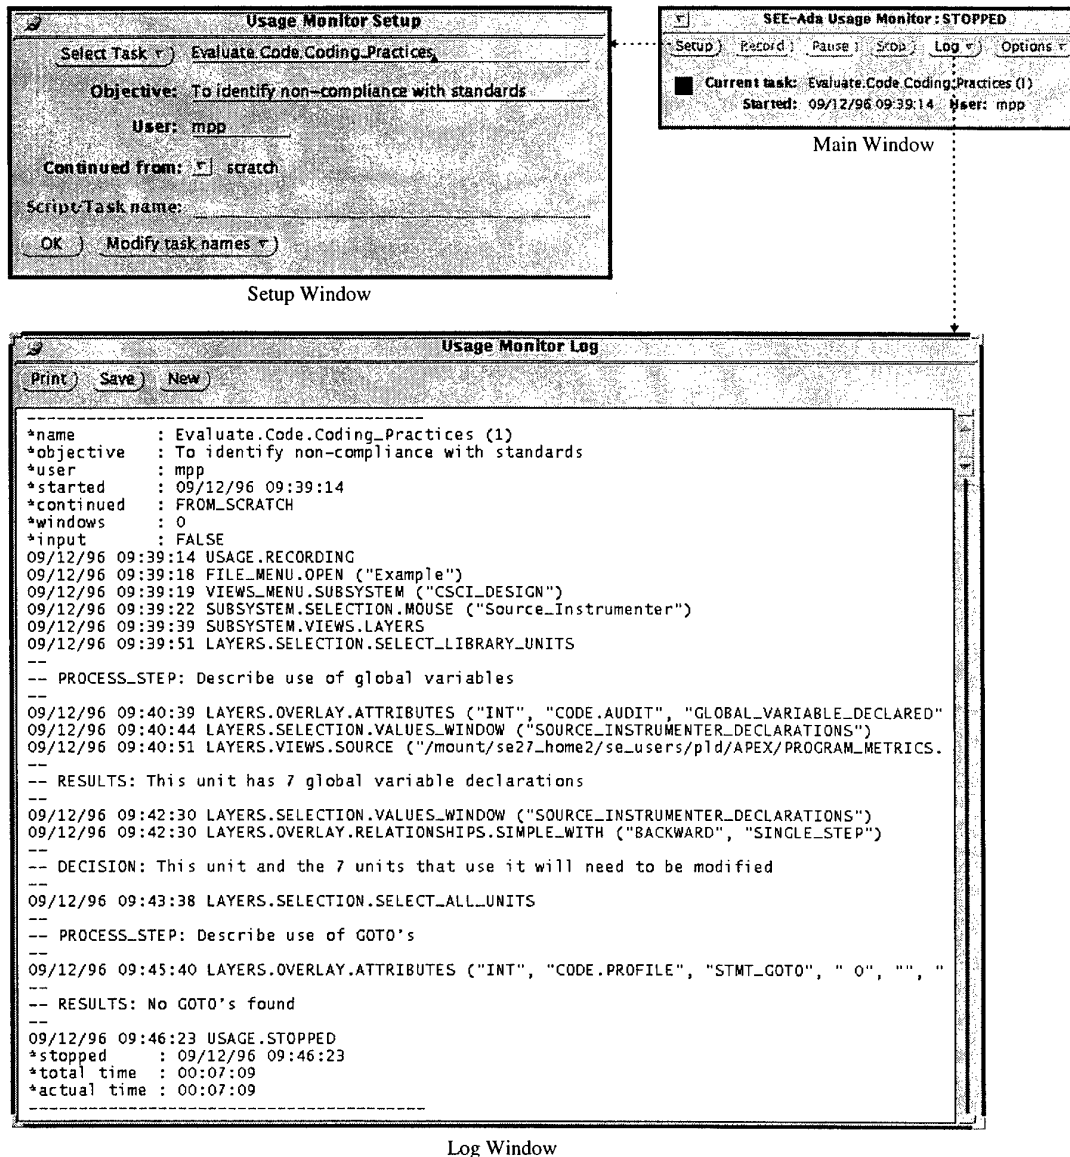 Usage Monitor Setup
Select Task Evaluate.Code.Coding_Practices
Objective: To identify non-compliance with standards
User: mpp
Continued from: scratch
Script/Task name:
OK Modify task names
Setup Window
SEE-Ada Usage Monitor: STOPPED
Setup Record Pause Stop Log Options
Current task: Evaluate.Code.Coding_Practices (1)
Started: 09/12/96 09:39:14 User: mpp
Main Window
Usage Monitor Log
Print Save New
----------------------------------------------
*name : Evaluate.Code.Coding_Practices (1)
*objective : To identify non-compliance with standards
*user : mpp
*started : 09/12/96 09:39:14
*continued : FROM_SCRATCH
*windows : 0
*input : FALSE
09/12/96 09:39:14 USAGE.RECORDING
09/12/96 09:39:18 FILE_MENU.OPEN ("Example")
09/12/96 09:39:19 VIEWS_MENU.SUBSYSTEM ("CSCI_DESIGN")
09/12/96 09:39:22 SUBSYSTEM.SELECTION.MOUSE ("Source_Instrumenter")
09/12/96 09:39:39 SUBSYSTEM.VIEWS.LAYERS
09/12/96 09:39:51 LAYERS.SELECTION.SELECT_LIBRARY_UNITS
--
-- PROCESS_STEP: Describe use of global variables
--
09/12/96 09:40:39 LAYERS.OVERLAY.ATTRIBUTES ("INT", "CODE.AUDIT", "GLOBAL_VARIABLE_DECLARED"
09/12/96 09:40:44 LAYERS.SELECTION.VALUES_WINDOW ("SOURCE_INSTRUMENTER_DECLARATIONS")
09/12/96 09:40:51 LAYERS.VIEWS.SOURCE ("/mount/se27_home2/se_users/pld/APEX/PROGRAM_METRICS.
--
-- RESULTS: This unit has 7 global variable declarations
--
09/12/96 09:42:30 LAYERS.SELECTION.VALUES_WINDOW ("SOURCE_INSTRUMENTER_DECLARATIONS")
09/12/96 09:42:30 LAYERS.OVERLAY.RELATIONSHIPS.SIMPLE_WITH ("BACKWARD", "SINGLE_STEP")
--
-- DECISION: This unit and the 7 units that use it will need to be modified
--
09/12/96 09:43:38 LAYERS.SELECTION.SELECT_ALL_UNITS
--
-- PROCESS_STEP: Describe use of GOTO's
--
09/12/96 09:45:40 LAYERS.OVERLAY.ATTRIBUTES ("INT", "CODE.PROFILE", "STMT_GOTO", " 0", "", "
--
-- RESULTS: No GOTO's found
--
09/12/96 09:46:23 USAGE.STOPPED
*stopped : 09/12/96 09:46:23
*total time : 00:07:09
*actual time : 00:07:09
----------------------------------------------
Log Window